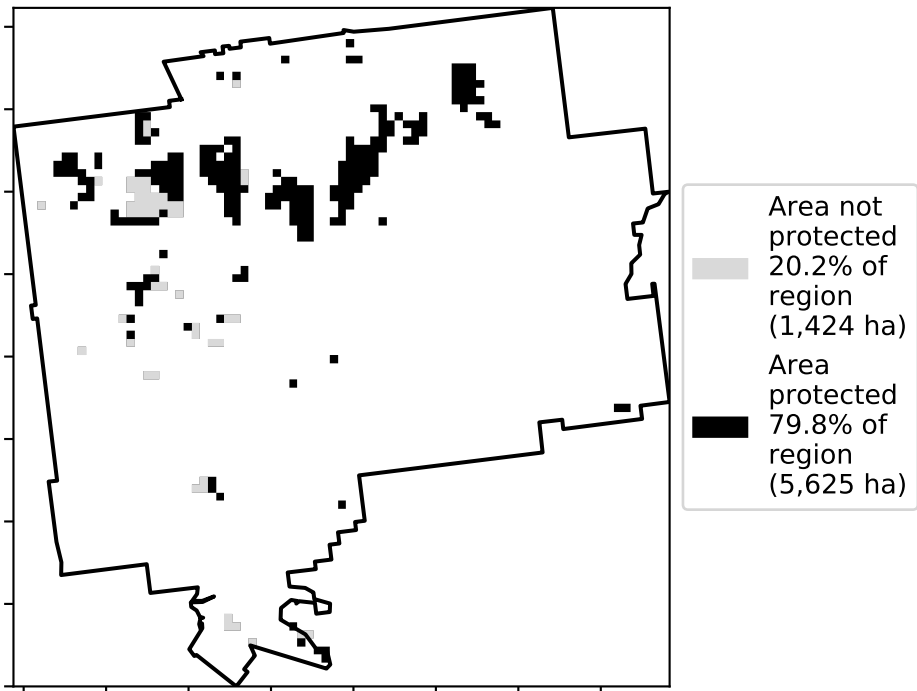 Area not
protected
20.2% of
region
(1,424 ha)
Area
protected
79.8% of
region
(5,625 ha)